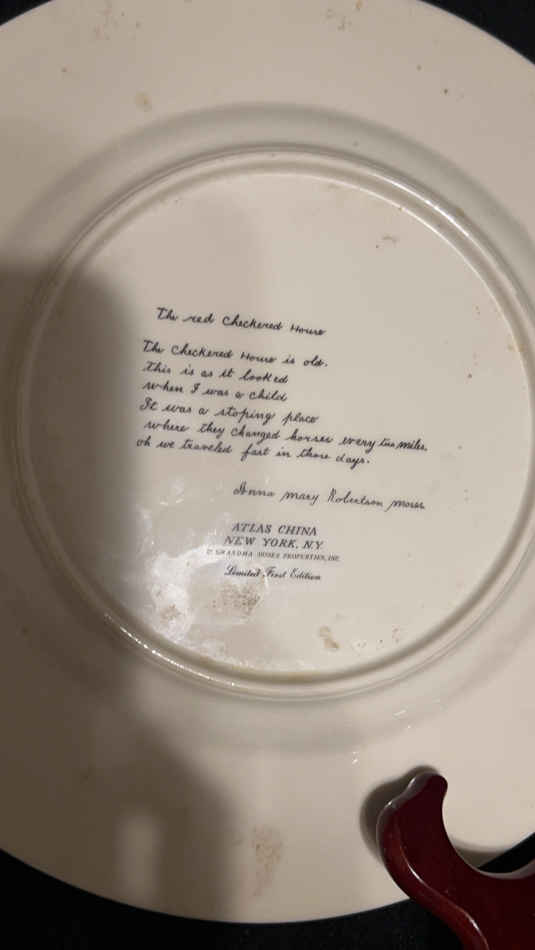 The red Checkered House
The Checkered House is old.
This is as it looked
when I was a child
It was a stoping place
where they changed horses every two miles.
oh we traveled fast in those days.
Anna mary Robertson moses
ATLAS CHINA
NEW YORK, N.Y.
© GRANDMA MOSES PROPERTIES, INC.
Limited First Edition